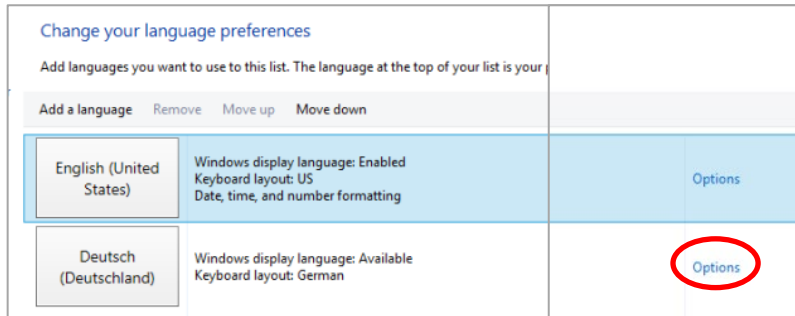 Change your language preferences
Add languages you want to use to this list. The language at the top of your list is your
Add a language Remove Move up Move down
English (United
States)
Windows display language: Enabled
Keyboard layout: US
Date, time, and number formatting
Options
Deutsch
(Deutschland)
Windows display language: Available
Keyboard layout: German
Options